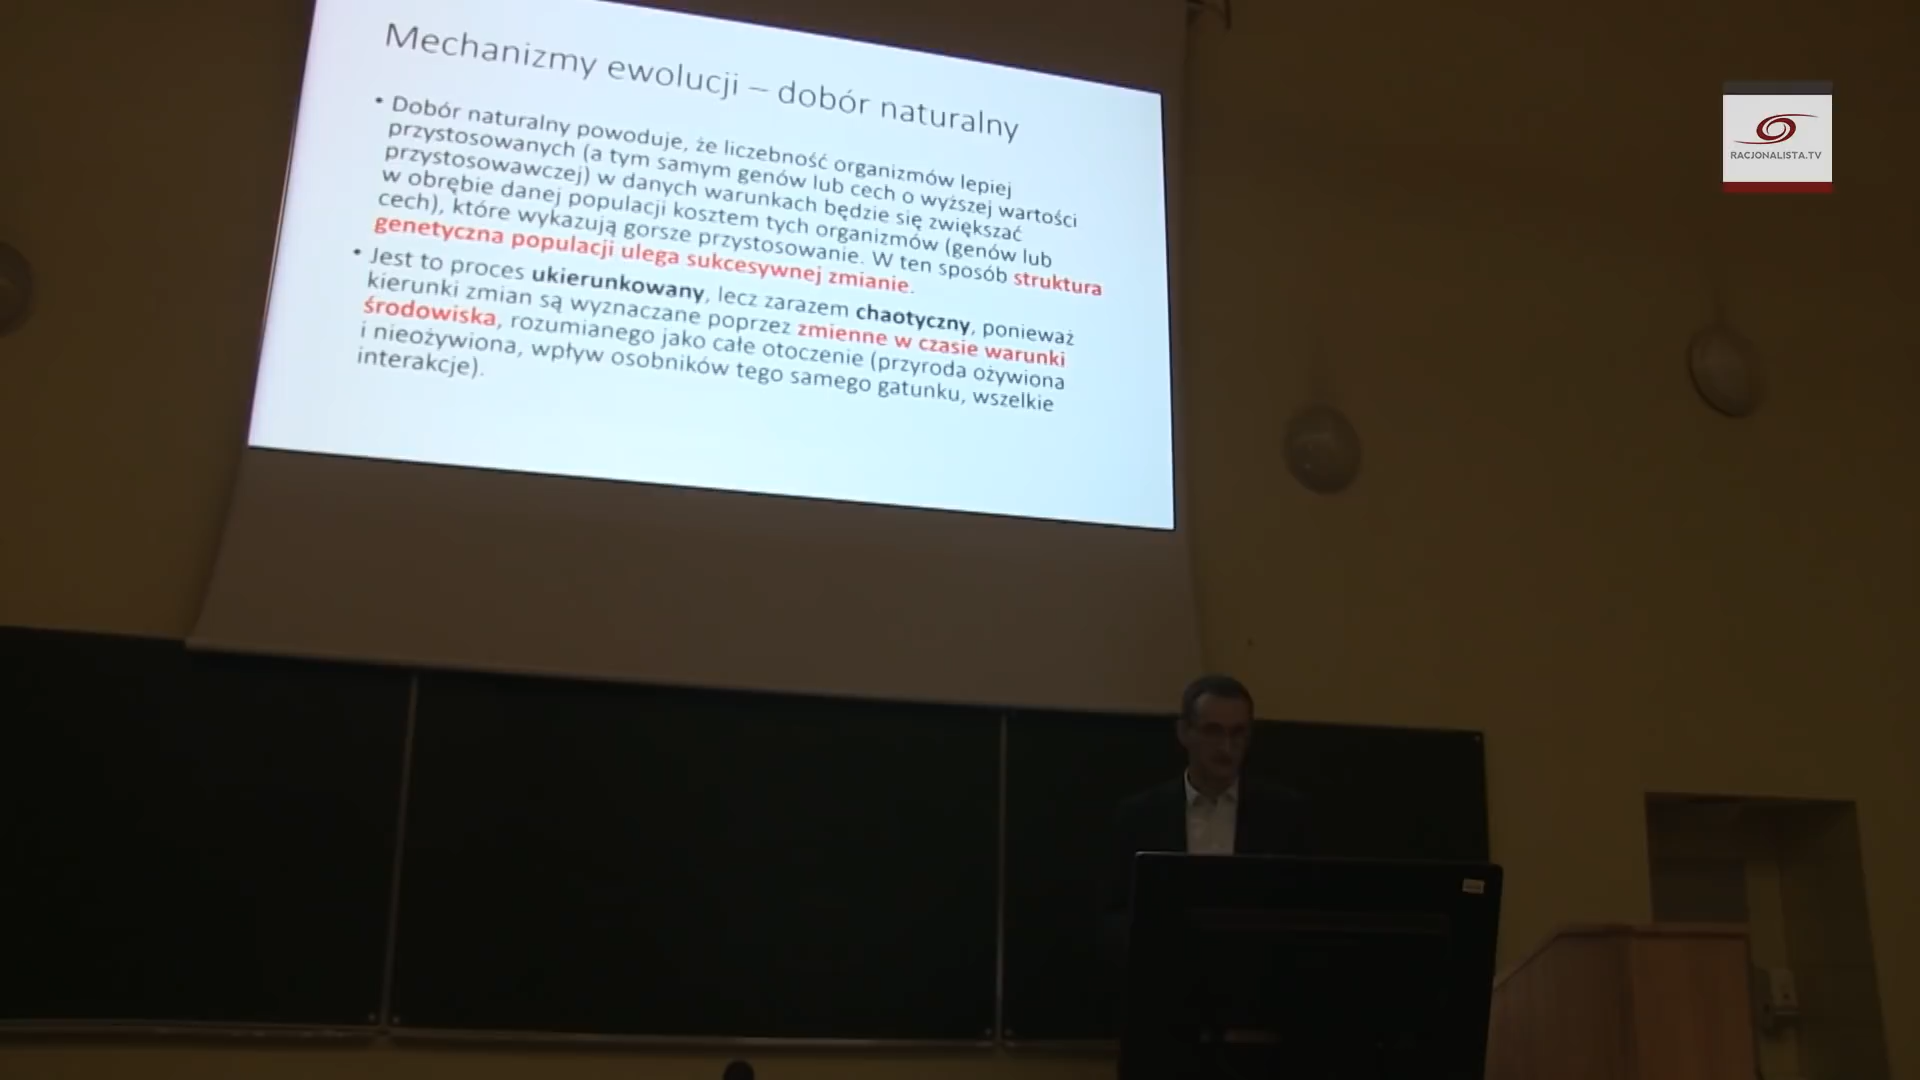 Mechanizmy ewolucji – dobór naturalny
• Dobór naturalny powoduje, że liczebność organizmów lepiej
przystosowanych (a tym samym genów lub cech o wyższej wartości
przystosowawczej) w danych warunkach będzie się zwiększać
w obrębie danej populacji kosztem tych organizmów (genów lub
cech), które wykazują gorsze przystosowanie. W ten sposób struktura
genetyczna populacji ulega sukcesywnej zmianie.
• Jest to proces ukierunkowany, lecz zarazem chaotyczny, ponieważ
kierunki zmian są wyznaczane poprzez zmienne w czasie warunki
środowiska, rozumianego jako całe otoczenie (przyroda ożywiona
i nieożywiona, wpływ osobników tego samego gatunku, wszelkie
interakcje).
RACJONALISTA.TV